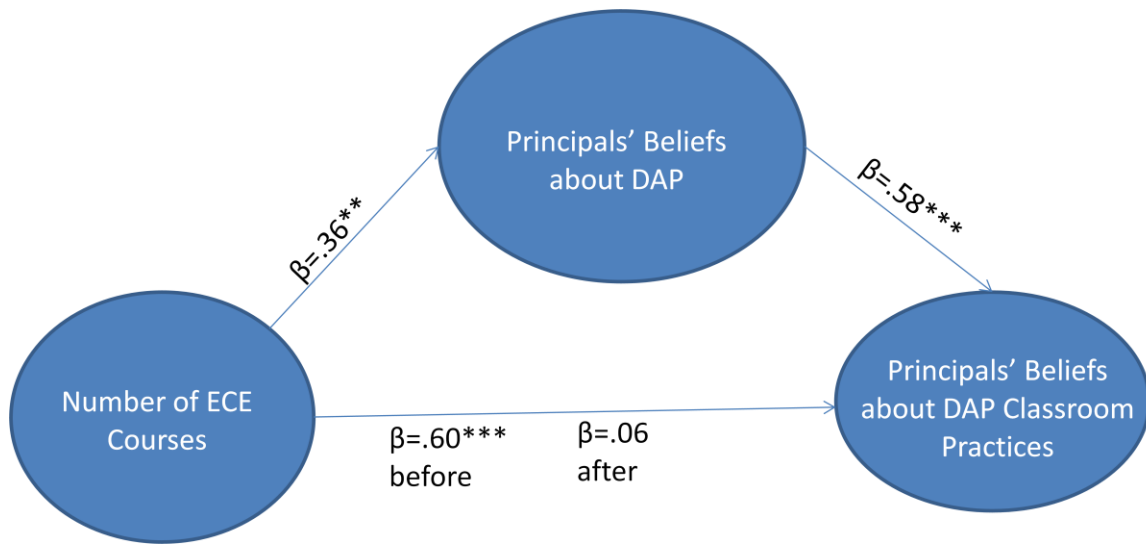 Principals’ Beliefs
about DAP
β=.36**
β=.58***
Number of ECE
Courses
β=.60***
before
β=.06
after
Principals’ Beliefs
about DAP Classroom
Practices